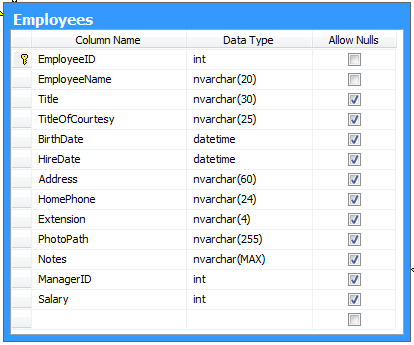 Employees
Column Name Data Type Allow Nulls
EmployeeID int
EmployeeName nvarchar(20)
Title nvarchar(30)
TitleOfCourtesy nvarchar(25)
BirthDate datetime
HireDate datetime
Address nvarchar(60)
HomePhone nvarchar(24)
Extension nvarchar(4)
PhotoPath nvarchar(255)
Notes nvarchar(MAX)
ManagerID int
Salary int